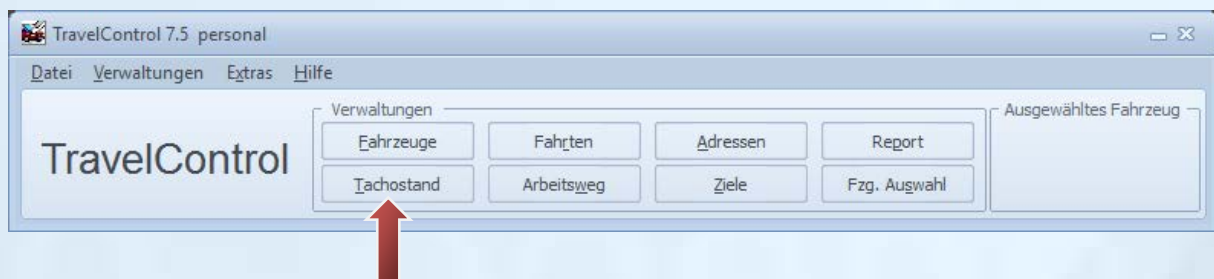 TravelControl 7.5 personal
Datei Verwaltungen Extras Hilfe
TravelControl
Verwaltungen
Fahrzeuge Fahrten Adressen Report
Tachostand Arbeitsweg Ziele Fzg. Auswahl
Ausgewähltes Fahrzeug